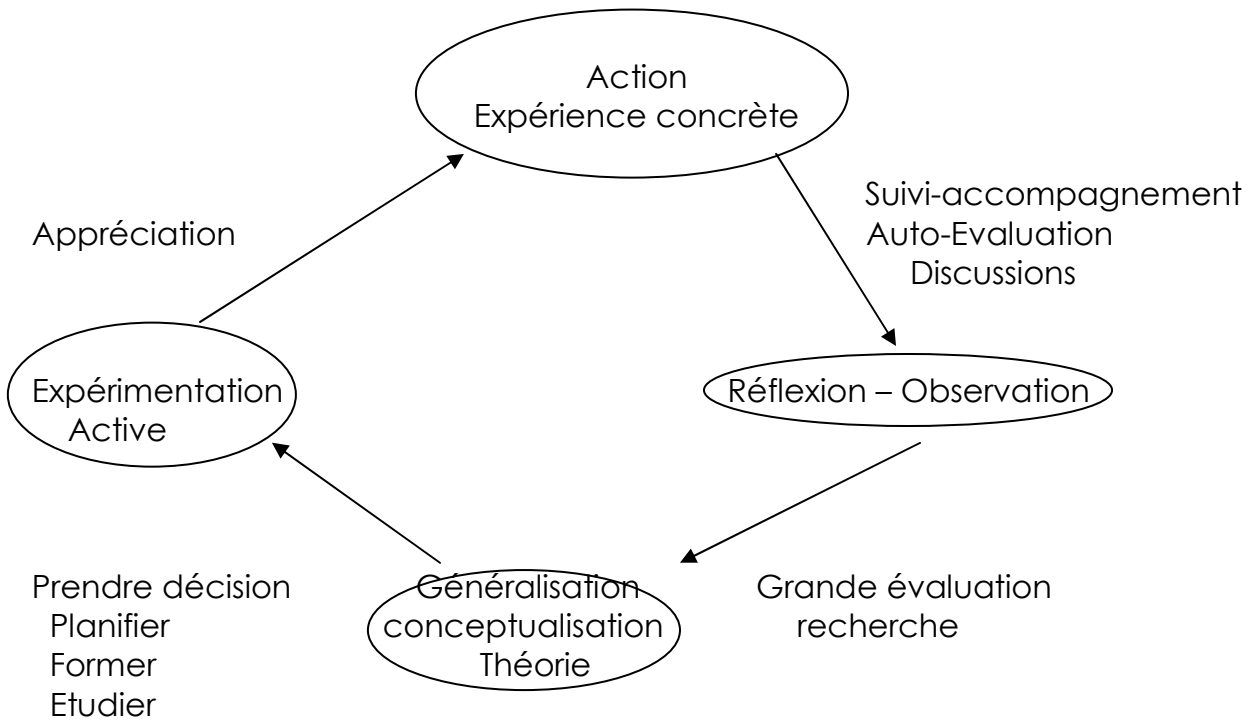 Action
Expérience concrète
Suivi-accompagnement
Auto-Evaluation
Discussions
Appréciation
Expérimentation
Active
Réflexion – Observation
Prendre décision
Planifier
Former
Etudier
Généralisation
conceptualisation
Théorie
Grande évaluation
recherche